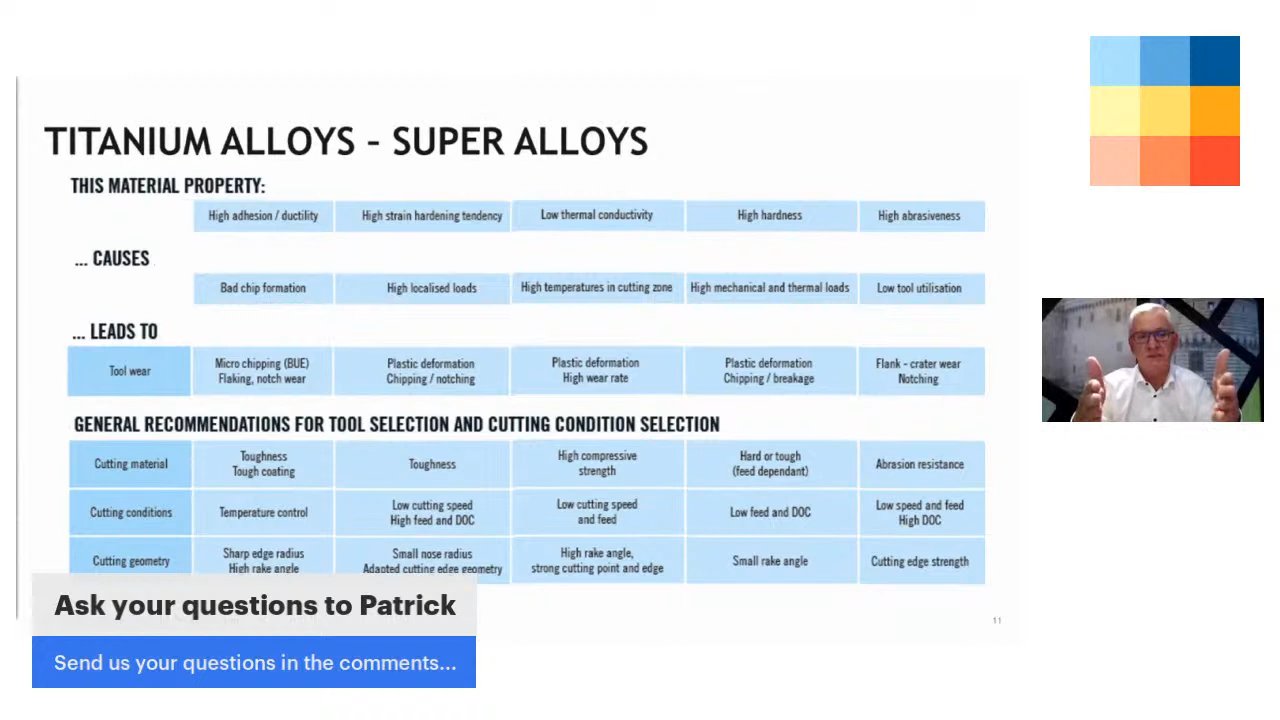 TITANIUM ALLOYS - SUPER ALLOYS
THIS MATERIAL PROPERTY:
High adhesion / ductility
High strain hardening tendency
Low thermal conductivity
High hardness
High abrasiveness
... CAUSES
Bad chip formation
High localised loads
High temperatures in cutting zone
High mechanical and thermal loads
Low tool utilisation
... LEADS TO
Tool wear
Micro chipping (BUE)
Flaking, notch wear
Plastic deformation
Chipping / notching
Plastic deformation
High wear rate
Plastic deformation
Chipping / breakage
Flank - crater wear
Notching
GENERAL RECOMMENDATIONS FOR TOOL SELECTION AND CUTTING CONDITION SELECTION
Cutting material
Toughness
Tough coating
Toughness
High compressive
strength
Hard or tough
(feed dependant)
Abrasion resistance
Cutting conditions
Temperature control
Low cutting speed
High feed and DOC
Low cutting speed
and feed
Low feed and DOC
Low speed and feed
High DOC
Cutting geometry
Sharp edge radius
High rake angle
Small nose radius
Adapted cutting edge geometry
High rake angle,
strong cutting point and edge
Small rake angle
Cutting edge strength
Ask your questions to Patrick
Send us your questions in the comments...
11